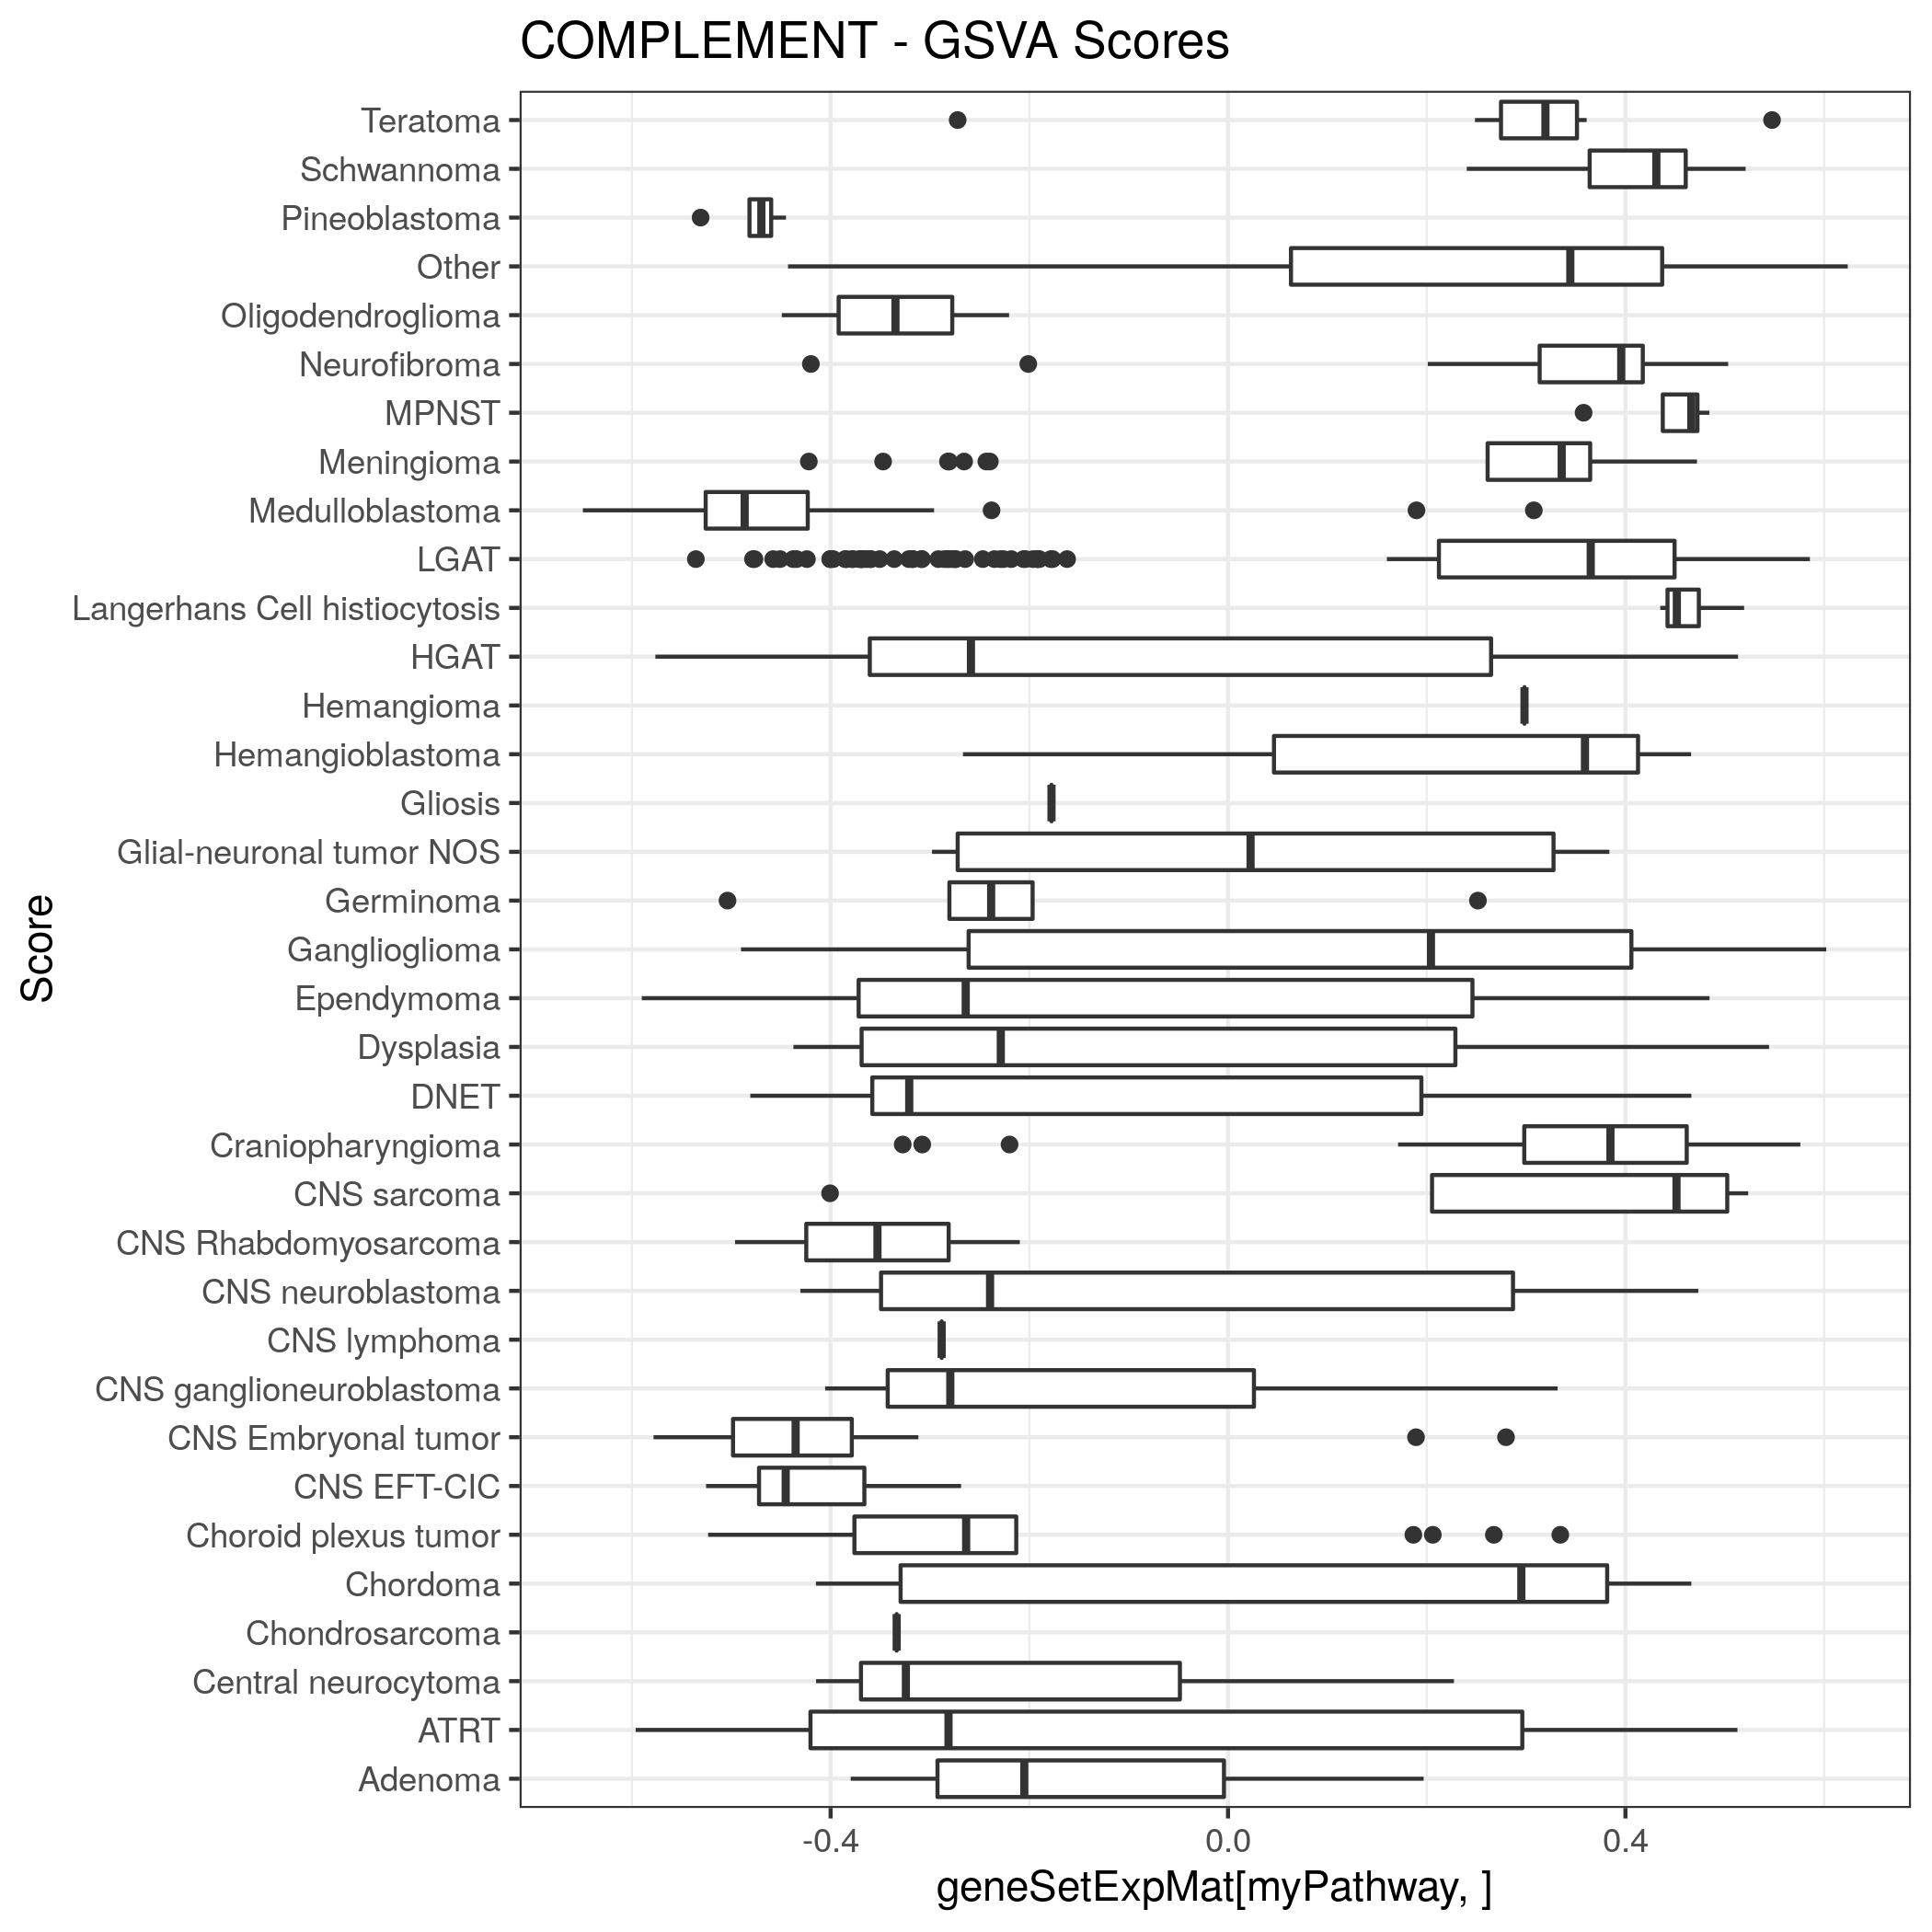 COMPLEMENT - GSVA Scores
Teratoma
Schwannoma
Pineoblastoma
Other
Oligodendroglioma
Neurofibroma
MPNST
Meningioma
Medulloblastoma
LGAT
Langerhans Cell histiocytosis
HGAT
Hemangioma
Hemangioblastoma
Gliosis
Glial-neuronal tumor NOS
Germinoma
Ganglioglioma
Ependymoma
Dysplasia
DNET
Craniopharyngioma
CNS sarcoma
CNS Rhabdomyosarcoma
CNS neuroblastoma
CNS lymphoma
CNS ganglioneuroblastoma
CNS Embryonal tumor
CNS EFT-CIC
Choroid plexus tumor
Chordoma
Chondrosarcoma
Central neurocytoma
ATRT
Adenoma
Score
-0.4 0.0 0.4
geneSetExpMat[myPathway, ]